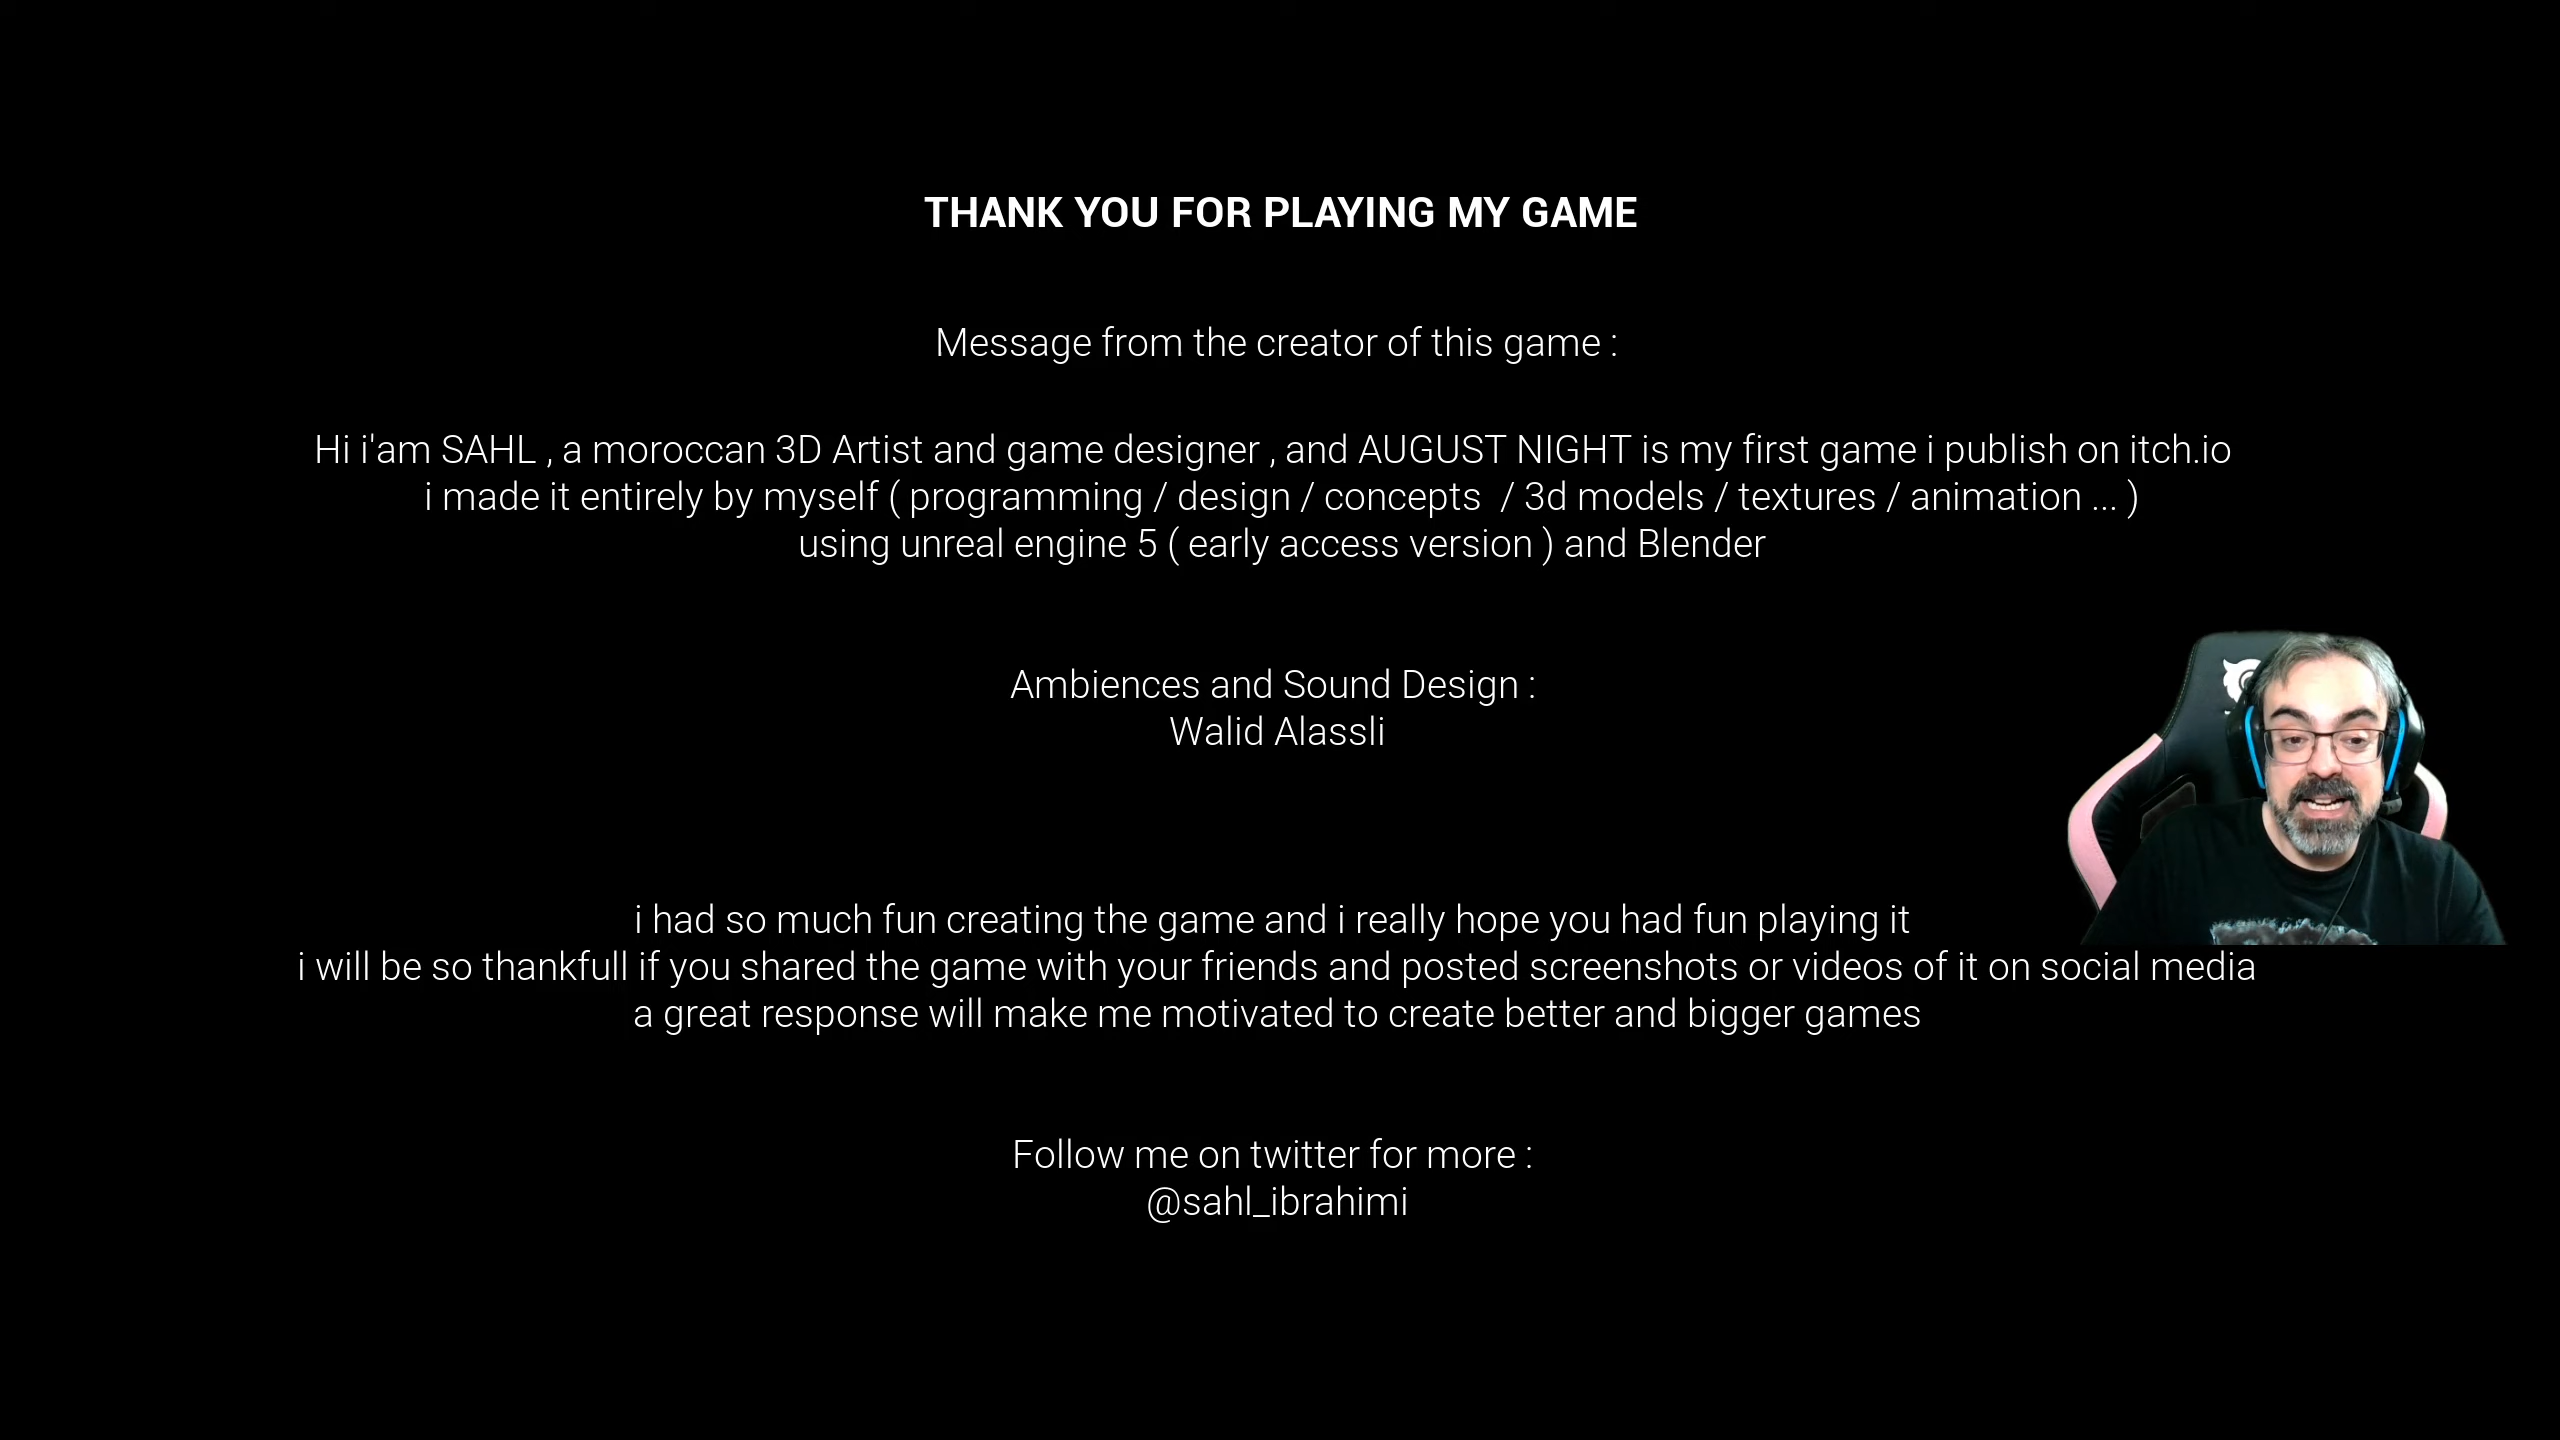 THANK YOU FOR PLAYING MY GAME
Message from the creator of this game :
Hi i'am SAHL , a moroccan 3D Artist and game designer , and AUGUST NIGHT is my first game i publish on itch.io
i made it entirely by myself ( programming / design / concepts  / 3d models / textures / animation ... )
using unreal engine 5 ( early access version ) and Blender
Ambiences and Sound Design :
Walid Alassli
i had so much fun creating the game and i really hope you had fun playing it
i will be so thankfull if you shared the game with your friends and posted screenshots or videos of it on social media
a great response will make me motivated to create better and bigger games
Follow me on twitter for more :
@sahl_ibrahimi